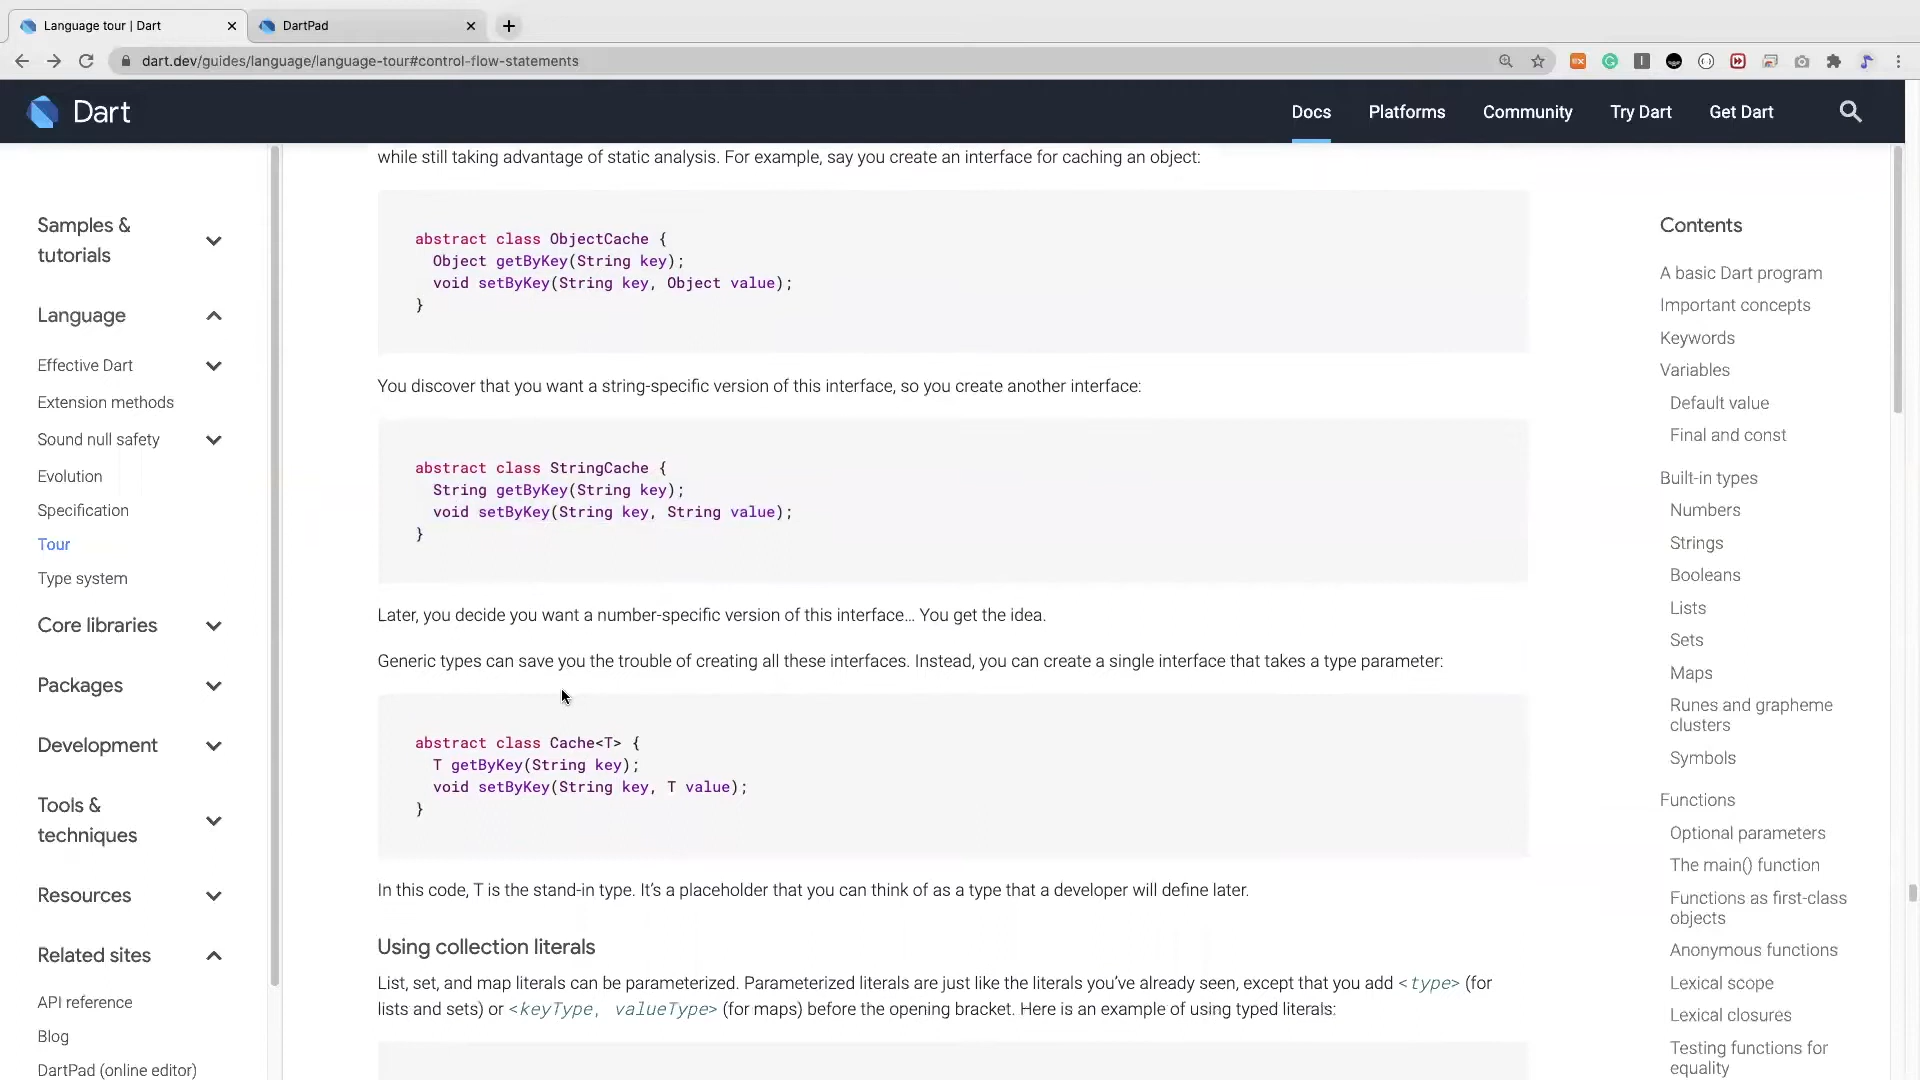 Language tour | Dart
DartPad
dart.dev/guides/language/language-tour#control-flow-statements
Dart
Docs
Platforms
Community
Try Dart
Get Dart
Samples &
tutorials
Language
Effective Dart
Extension methods
Sound null safety
Evolution
Specification
Tour
Type system
Core libraries
Packages
Development
Tools &
techniques
Resources
Related sites
API reference
Blog
DartPad (online editor)
while still taking advantage of static analysis. For example, say you create an interface for caching an object:
abstract class ObjectCache {
  Object getByKey(String key);
  void setByKey(String key, Object value);
}
You discover that you want a string-specific version of this interface, so you create another interface:
abstract class StringCache {
  String getByKey(String key);
  void setByKey(String key, String value);
}
Later, you decide you want a number-specific version of this interface… You get the idea.
Generic types can save you the trouble of creating all these interfaces. Instead, you can create a single interface that takes a type parameter:
abstract class Cache<T> {
  T getByKey(String key);
  void setByKey(String key, T value);
}
In this code, T is the stand-in type. It’s a placeholder that you can think of as a type that a developer will define later.
Using collection literals
List, set, and map literals can be parameterized. Parameterized literals are just like the literals you’ve already seen, except that you add <type> (for
lists and sets) or <keyType, valueType> (for maps) before the opening bracket. Here is an example of using typed literals:
Contents
A basic Dart program
Important concepts
Keywords
Variables
Default value
Final and const
Built-in types
Numbers
Strings
Booleans
Lists
Sets
Maps
Runes and grapheme
clusters
Symbols
Functions
Optional parameters
The main() function
Functions as first-class
objects
Anonymous functions
Lexical scope
Lexical closures
Testing functions for
equality